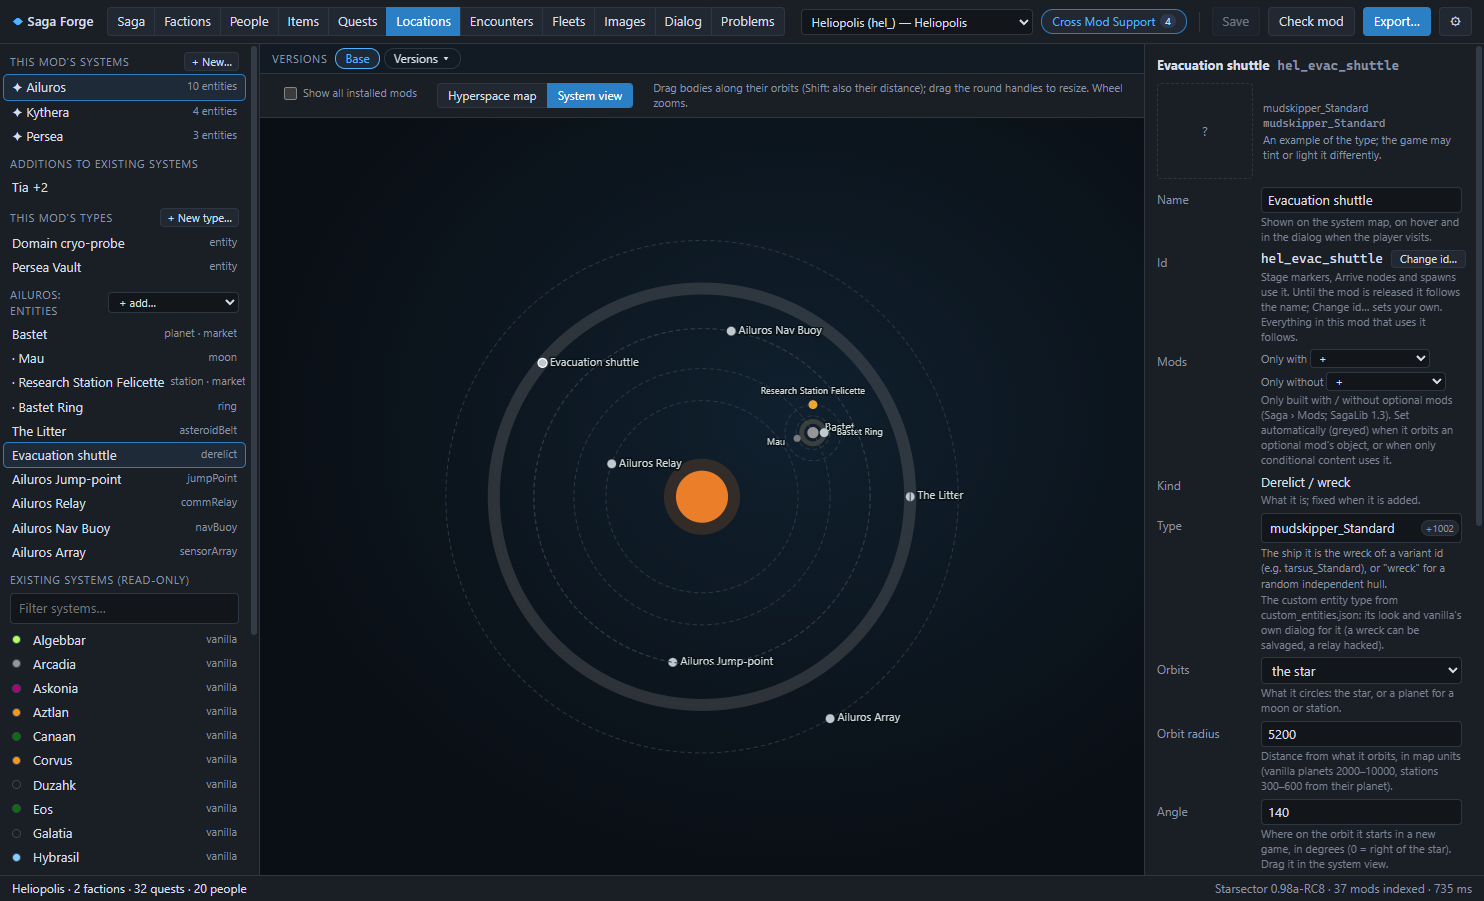 Saga Forge
Saga Factions People Items Quests Locations Encounters Fleets Images Dialog Problems
Heliopolis (hel_) — Heliopolis
Cross Mod Support 4
Save
Check mod
Export...
THIS MOD'S SYSTEMS
+ New...
Ailuros 10 entities
Kythera 4 entities
Persea 3 entities
ADDITIONS TO EXISTING SYSTEMS
Tia +2
THIS MOD'S TYPES
+ New type...
Domain cryo-probe entity
Persea Vault entity
AILUROS:
ENTITIES
+ add...
Bastet planet · market
· Mau moon
· Research Station Felicette station · market
· Bastet Ring ring
The Litter asteroidBelt
Evacuation shuttle derelict
Ailuros Jump-point jumpPoint
Ailuros Relay commRelay
Ailuros Nav Buoy navBuoy
Ailuros Array sensorArray
EXISTING SYSTEMS (READ-ONLY)
Filter systems...
Algebbar vanilla
Arcadia vanilla
Askonia vanilla
Aztlan vanilla
Canaan vanilla
Corvus vanilla
Duzahk vanilla
Eos vanilla
Galatia vanilla
Hybrasil vanilla
VERSIONS
Base
Versions
Show all installed mods
Hyperspace map
System view
Drag bodies along their orbits (Shift: also their distance); drag the round handles to resize. Wheel
zooms.
Ailuros Nav Buoy
Evacuation shuttle
Research Station Felicette
Bastet
Bastet Ring
Mau
Ailuros Relay
The Litter
Ailuros Jump-point
Ailuros Array
Evacuation shuttle hel_evac_shuttle
?
mudskipper_Standard
mudskipper_Standard
An example of the type; the game may
tint or light it differently.
Name
Evacuation shuttle
Shown on the system map, on hover and
in the dialog when the player visits.
Id
hel_evac_shuttle
Change id...
Stage markers, Arrive nodes and spawns
use it. Until the mod is released it follows
the name; Change id... sets your own.
Everything in this mod that uses it
follows.
Mods
Only with +
Only without +
Only built with / without optional mods
(Saga › Mods; SagaLib 1.3). Set
automatically (greyed) when it orbits an
optional mod's object, or when only
conditional content uses it.
Kind
Derelict / wreck
What it is; fixed when it is added.
Type
mudskipper_Standard +1002
The ship it is the wreck of: a variant id
(e.g. tarsus_Standard), or "wreck" for a
random independent hull.
The custom entity type from
custom_entities.json: its look and vanilla's
own dialog for it (a wreck can be
salvaged, a relay hacked).
Orbits
the star
What it circles: the star, or a planet for a
moon or station.
Orbit radius
5200
Distance from what it orbits, in map units
(vanilla planets 2000–10000, stations
300–600 from their planet).
Angle
140
Where on the orbit it starts in a new
game, in degrees (0 = right of the star).
Drag it in the system view.
Heliopolis · 2 factions · 32 quests · 20 people
Starsector 0.98a-RC8 · 37 mods indexed · 735 ms